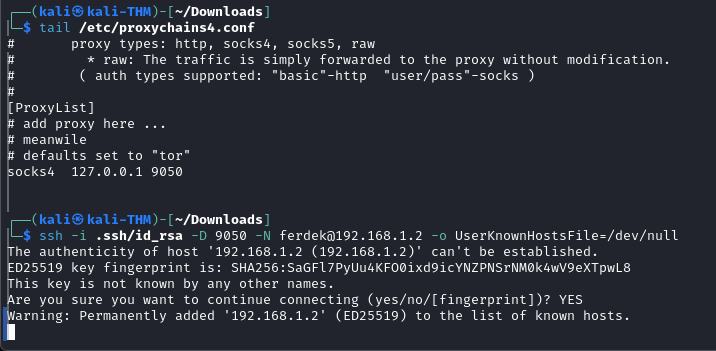 ┌──(kali㉿kali-THM)-[~/Downloads]
└─$ tail /etc/proxychains4.conf
#       proxy types: http, socks4, socks5, raw
#         * raw: The traffic is simply forwarded to the proxy without modification.
#        ( auth types supported: "basic"-http  "user/pass"-socks )
#
[ProxyList]
# add proxy here ...
# meanwile
# defaults set to "tor"
socks4  127.0.0.1 9050
┌──(kali㉿kali-THM)-[~/Downloads]
└─$ ssh -i .ssh/id_rsa -D 9050 -N ferdek@192.168.1.2 -o UserKnownHostsFile=/dev/null
The authenticity of host '192.168.1.2 (192.168.1.2)' can't be established.
ED25519 key fingerprint is: SHA256:SaGFl7PyUu4KFO0ixd9icYNZPNSrNM0k4wV9eXTpwL8
This key is not known by any other names.
Are you sure you want to continue connecting (yes/no/[fingerprint])? YES
Warning: Permanently added '192.168.1.2' (ED25519) to the list of known hosts.